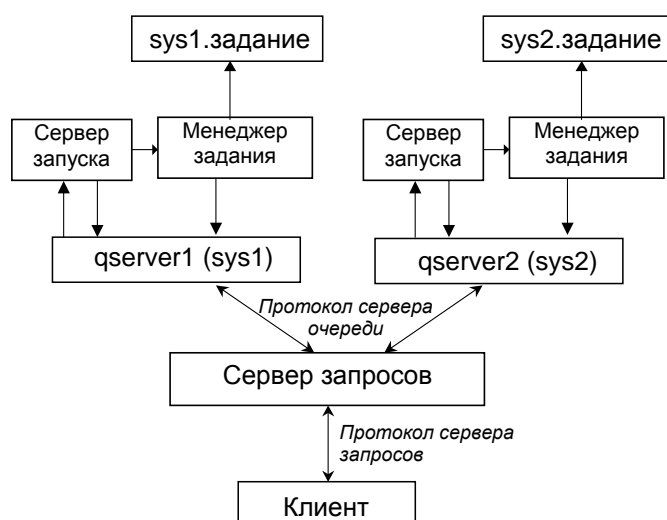 sys1.задание
sys2.задание
Сервер
запуска
Менеджер
задания
Сервер
запуска
Менеджер
задания
qserver1 (sys1)
qserver2 (sys2)
Протокол сервера
очереди
Сервер запросов
Протокол сервера
запросов
Клиент